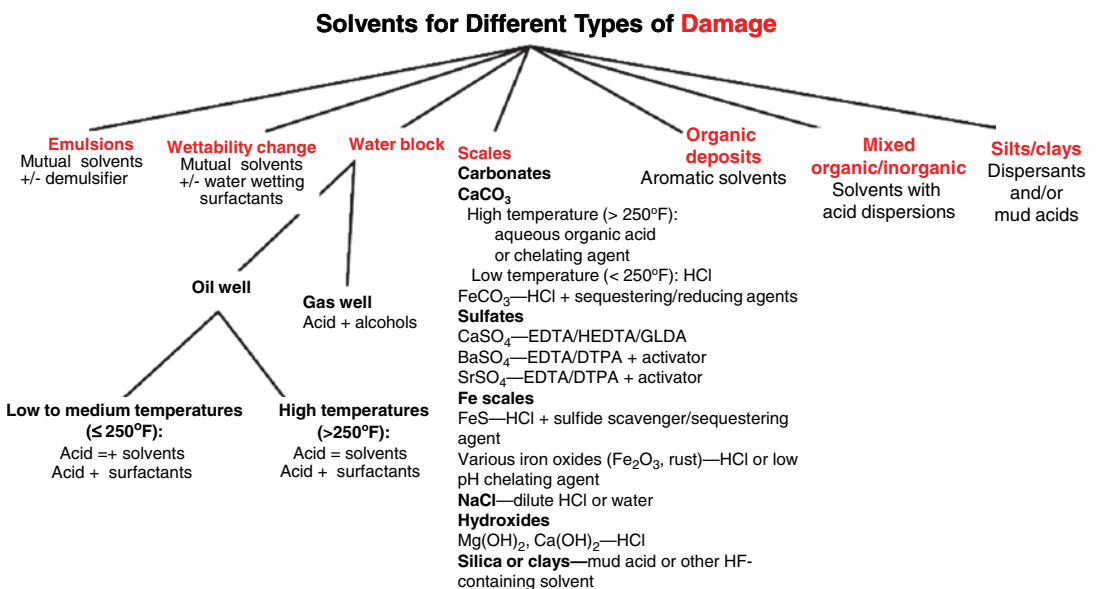 Solvents for Different Types of Damage
Emulsions
Mutual solvents
+/- demulsifier
Wettability change
Mutual solvents
+/- water wetting
surfactants
Water block
Oil well
Low to medium temperatures
(≤ 250°F):
Acid =+ solvents
Acid + surfactants
High temperatures
(>250°F):
Acid = solvents
Acid + surfactants
Gas well
Acid + alcohols
Scales
Carbonates
CaCO₃
High temperature (> 250°F):
aqueous organic acid
or chelating agent
Low temperature (< 250°F): HCl
FeCO₃—HCl + sequestering/reducing agents
Sulfates
CaSO₄—EDTA/HEDTA/GLDA
BaSO₄—EDTA/DTPA + activator
SrSO₄—EDTA/DTPA + activator
Fe scales
FeS—HCl + sulfide scavenger/sequestering
agent
Various iron oxides (Fe₂O₃, rust)—HCl or low
pH chelating agent
NaCl—dilute HCl or water
Hydroxides
Mg(OH)₂, Ca(OH)₂—HCl
Silica or clays—mud acid or other HF-
containing solvent
Organic
deposits
Aromatic solvents
Mixed
organic/inorganic
Solvents with
acid dispersions
Silts/clays
Dispersants
and/or
mud acids